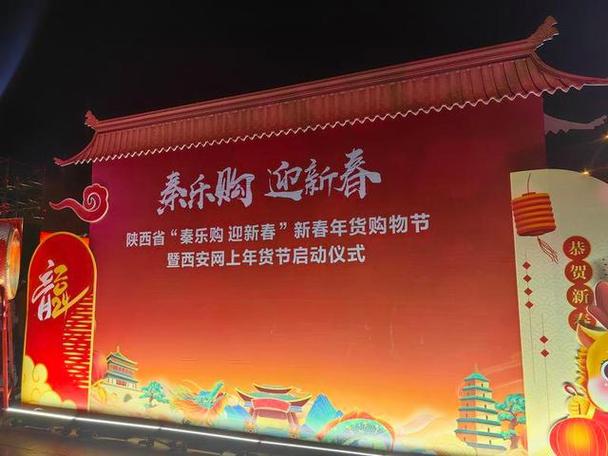 秦乐购 迎新春
陕西省“秦乐购 迎新春”新春年货购物节
暨西安网上年货节启动仪式
恭贺新春